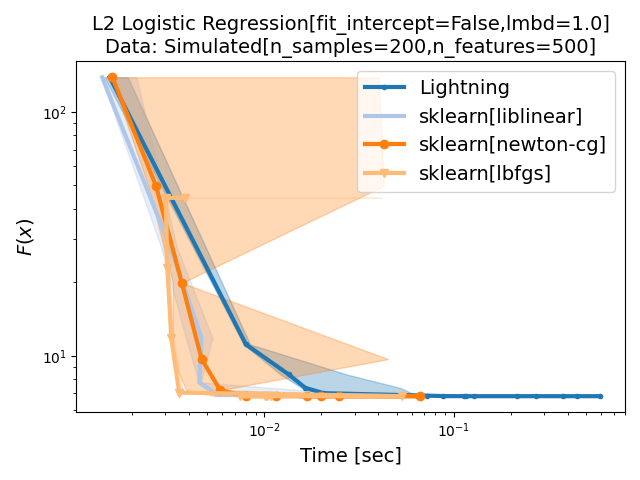 L2 Logistic Regression[fit_intercept=False,lmbd=1.0]
Data: Simulated[n_samples=200,n_features=500]
Lightning
sklearn[liblinear]
sklearn[newton-cg]
sklearn[lbfgs]
10²
10¹
F(x)
10⁻²
10⁻¹
Time [sec]